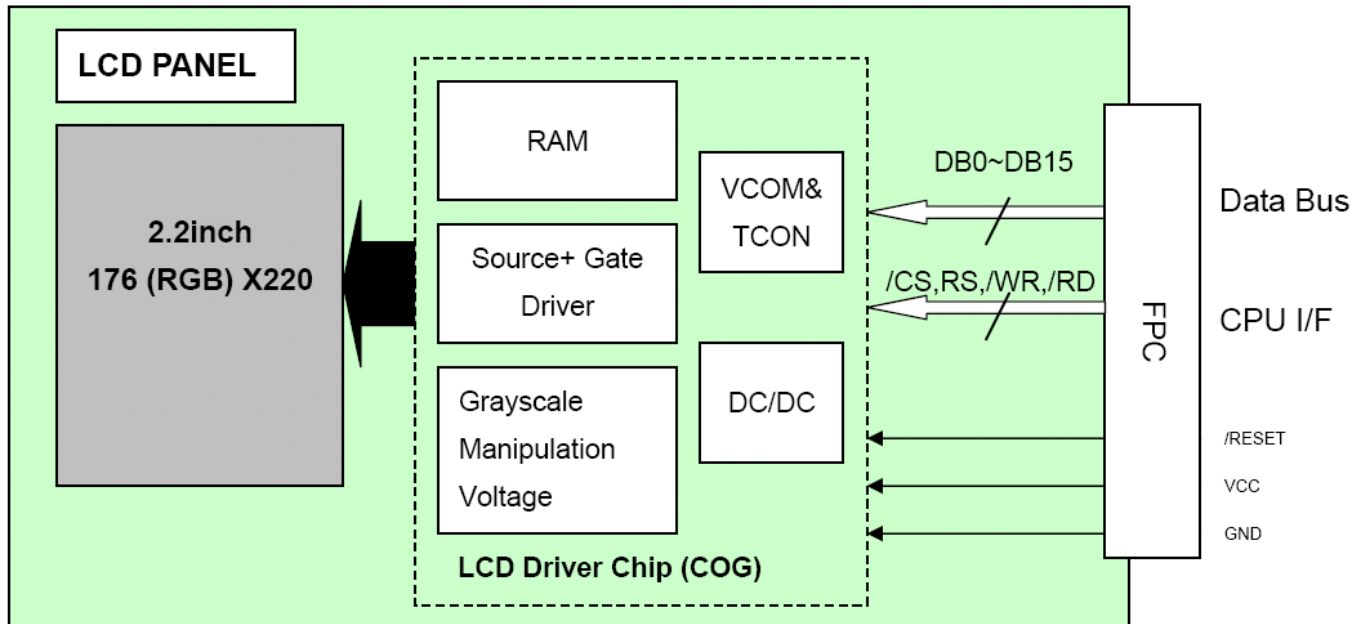 LCD PANEL
2.2inch
176 (RGB) X220
RAM
Source+ Gate
Driver
Grayscale
Manipulation
Voltage
VCOM&
TCON
DC/DC
LCD Driver Chip (COG)
DB0~DB15
/CS,RS,/WR,/RD
FPC
Data Bus
CPU I/F
/RESET
VCC
GND